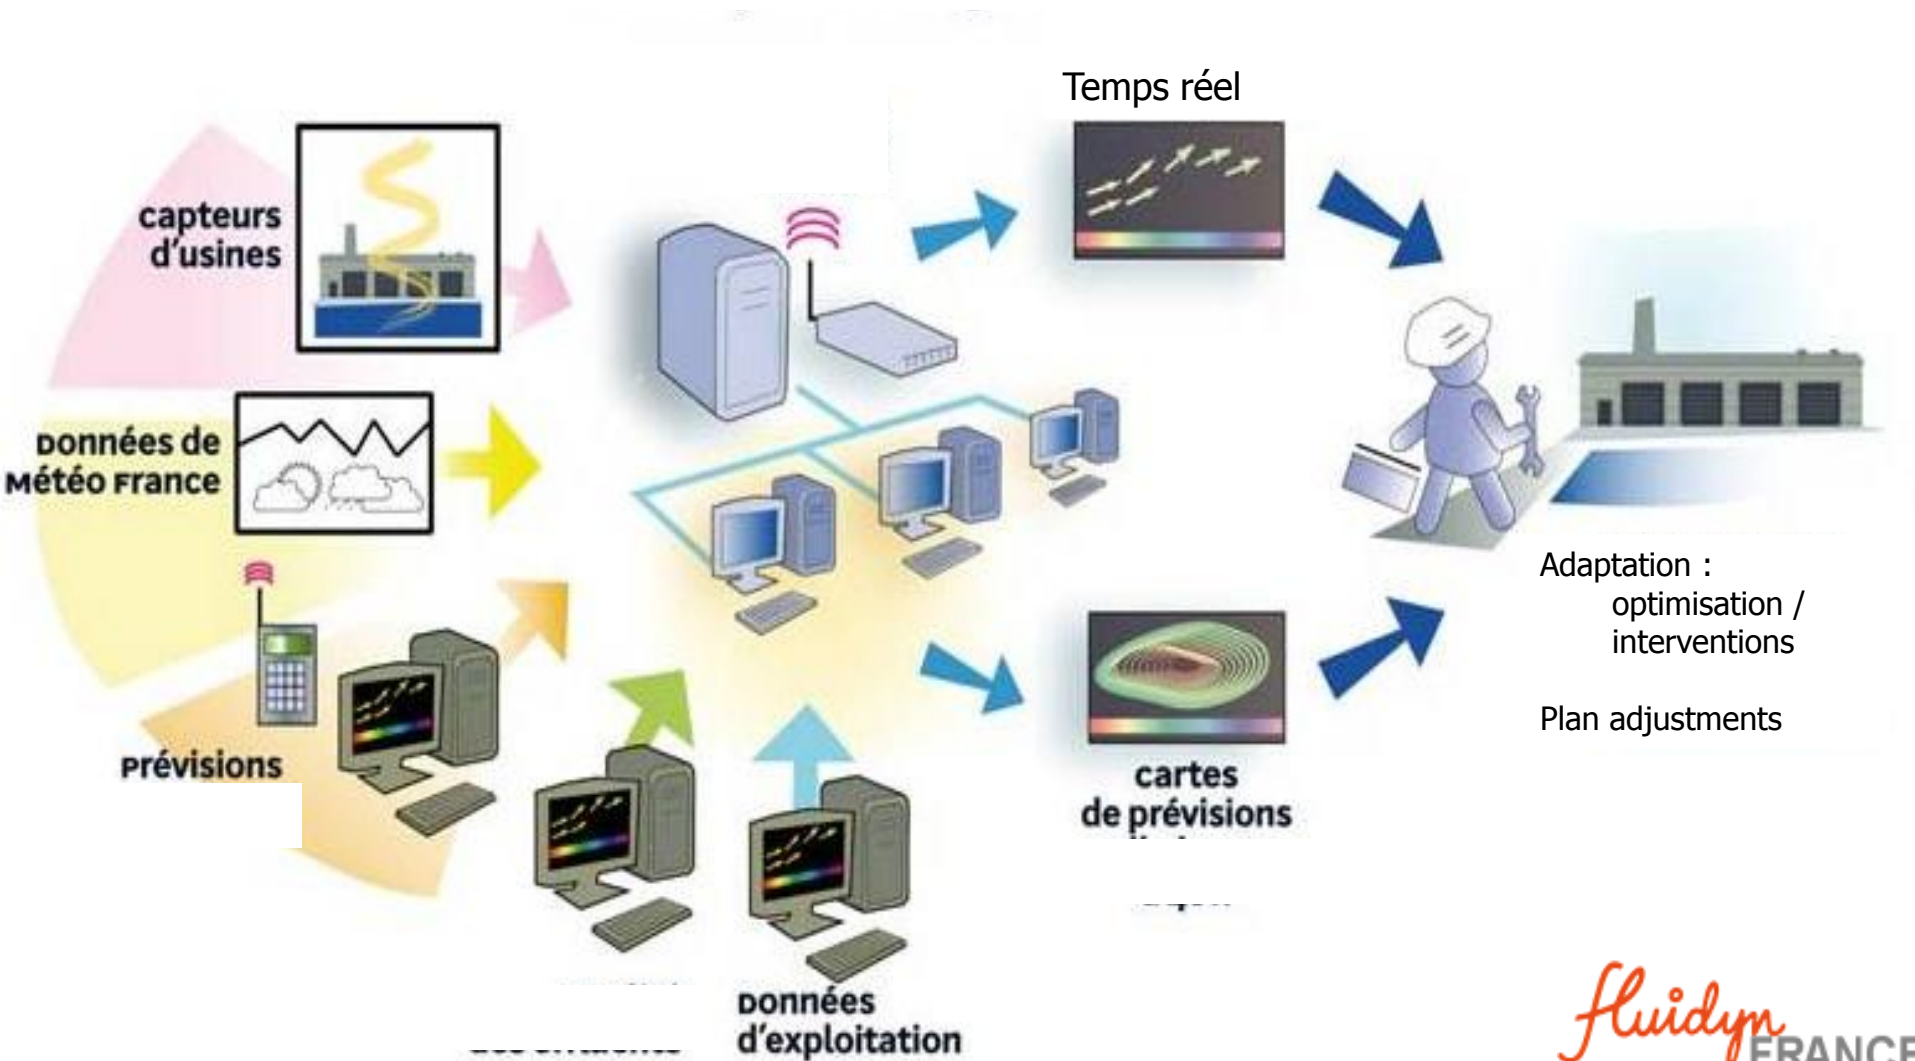 Temps réel
capteurs
d'usines
Données de
Météo France
Prévisions
cartes
de prévisions
Adaptation :
optimisation /
interventions
Plan adjustments
Données
d'exploitation
fluidyn
FRANCE